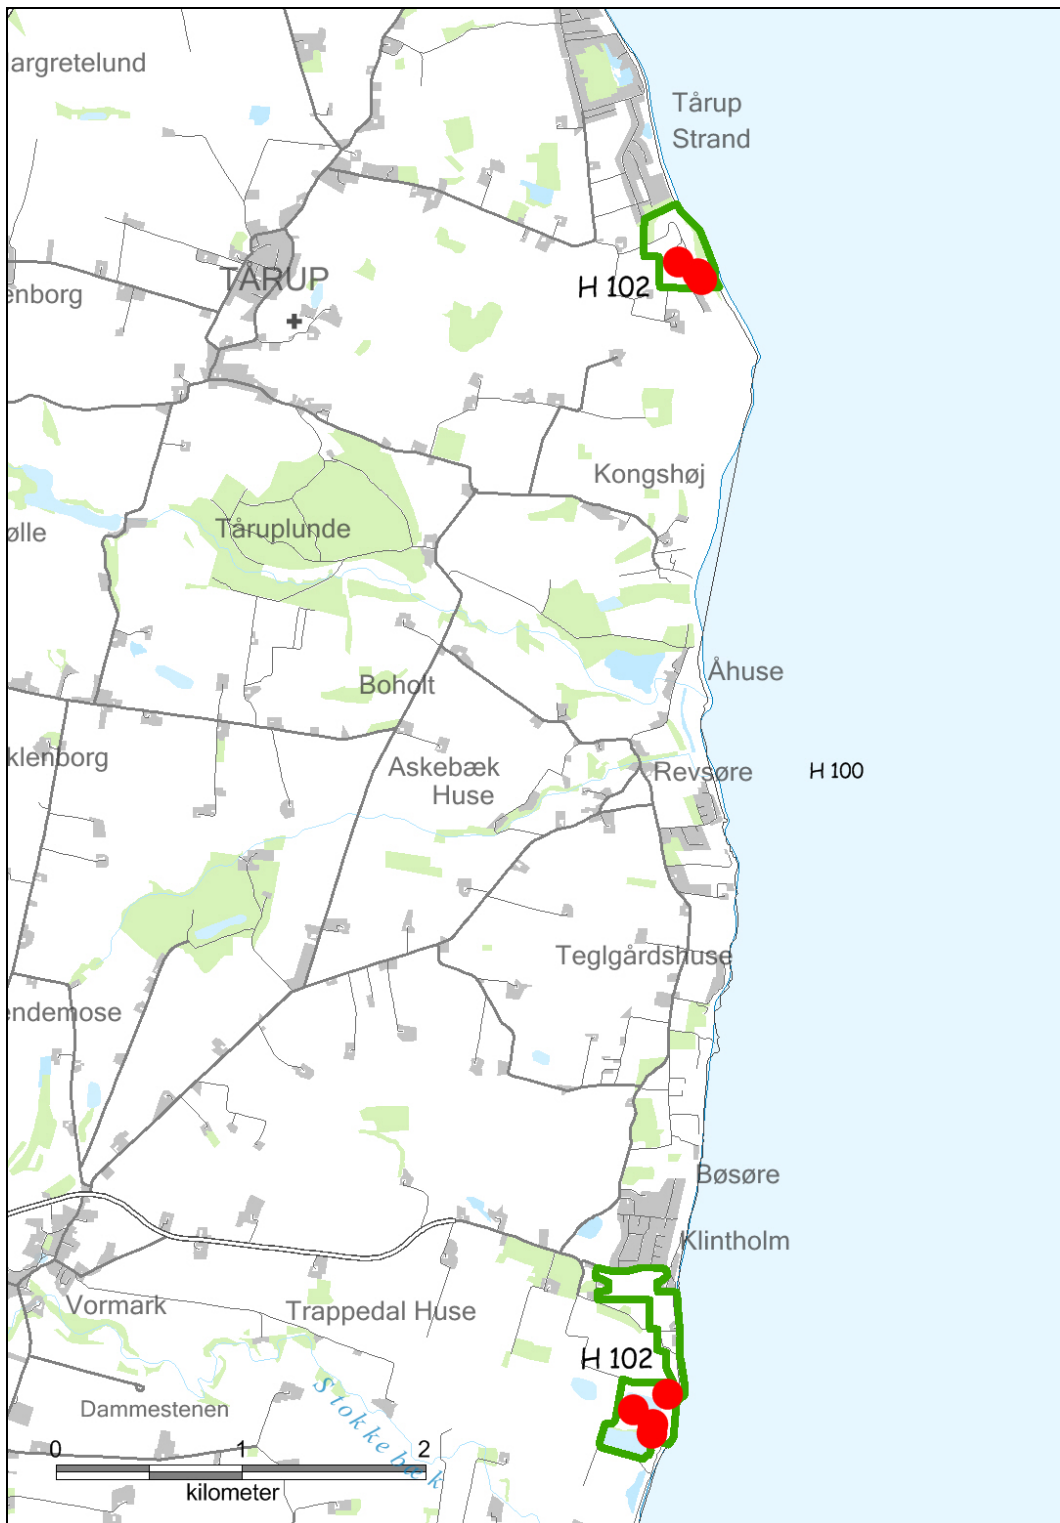 argretelund
Tårup
Strand
TÅRUP
enborg
H 102
Kongshøj
ølle
Tåruplunde
Åhuse
Boholt
klenborg
Askebæk
Huse
Revsøre
H 100
Teglgårdshuse
endemose
Bøsøre
Klintholm
Vormark
Trappedal Huse
H 102
Dammestenen
Stokkebæk
0 1 2
kilometer